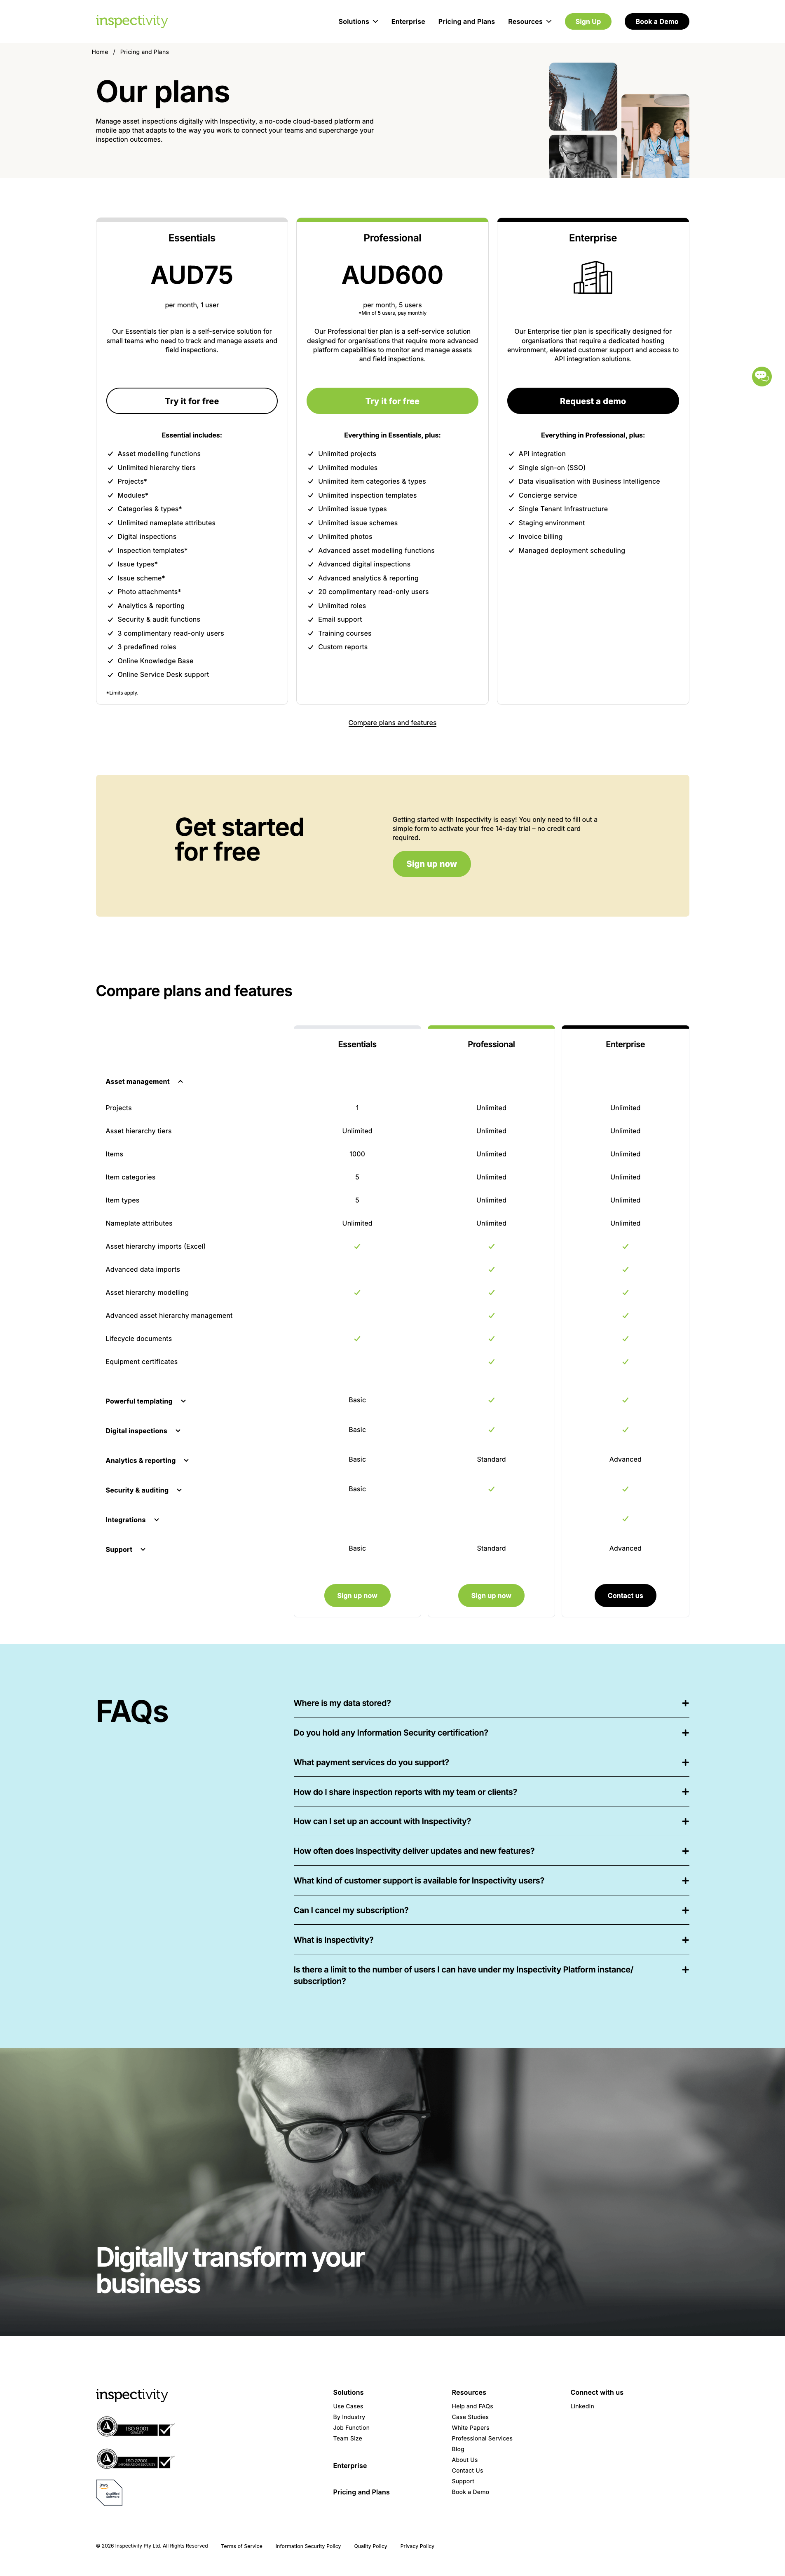 inspectivity
Solutions
Enterprise
Pricing and Plans
Resources
Sign Up
Book a Demo
Home / Pricing and Plans
Our plans
Manage asset inspections digitally with Inspectivity, a no-code cloud-based platform and
mobile app that adapts to the way you work to connect your teams and supercharge your
inspection outcomes.
Essentials
AUD75
per month, 1 user
Our Essentials tier plan is a self-service solution for
small teams who need to track and manage assets and
field inspections.
Try it for free
Essential includes:
Asset modelling functions
Unlimited hierarchy tiers
Projects*
Modules*
Categories & types*
Unlimited nameplate attributes
Digital inspections
Inspection templates*
Issue types*
Issue scheme*
Photo attachments*
Analytics & reporting
Security & audit functions
3 complimentary read-only users
3 predefined roles
Online Knowledge Base
Online Service Desk support
*Limits apply.
Professional
AUD600
per month, 5 users
*Min of 5 users, pay monthly
Our Professional tier plan is a self-service solution
designed for organisations that require more advanced
platform capabilities to monitor and manage assets
and field inspections.
Try it for free
Everything in Essentials, plus:
Unlimited projects
Unlimited modules
Unlimited item categories & types
Unlimited inspection templates
Unlimited issue types
Unlimited issue schemes
Unlimited photos
Advanced asset modelling functions
Advanced digital inspections
Advanced analytics & reporting
20 complimentary read-only users
Unlimited roles
Email support
Training courses
Custom reports
Enterprise
Our Enterprise tier plan is specifically designed for
organisations that require a dedicated hosting
environment, elevated customer support and access to
API integration solutions.
Request a demo
Everything in Professional, plus:
API integration
Single sign-on (SSO)
Data visualisation with Business Intelligence
Concierge service
Single Tenant Infrastructure
Staging environment
Invoice billing
Managed deployment scheduling
Compare plans and features
Get started
for free
Getting started with Inspectivity is easy! You only need to fill out a
simple form to activate your free 14-day trial – no credit card
required.
Sign up now
Compare plans and features
Essentials Professional Enterprise
Asset management
Projects 1 Unlimited Unlimited
Asset hierarchy tiers Unlimited Unlimited Unlimited
Items 1000 Unlimited Unlimited
Item categories 5 Unlimited Unlimited
Item types 5 Unlimited Unlimited
Nameplate attributes Unlimited Unlimited Unlimited
Asset hierarchy imports (Excel)
Advanced data imports
Asset hierarchy modelling
Advanced asset hierarchy management
Lifecycle documents
Equipment certificates
Powerful templating Basic
Digital inspections Basic
Analytics & reporting Basic Standard Advanced
Security & auditing Basic
Integrations
Support Basic Standard Advanced
Sign up now Sign up now Contact us
FAQs
Where is my data stored?
Do you hold any Information Security certification?
What payment services do you support?
How do I share inspection reports with my team or clients?
How can I set up an account with Inspectivity?
How often does Inspectivity deliver updates and new features?
What kind of customer support is available for Inspectivity users?
Can I cancel my subscription?
What is Inspectivity?
Is there a limit to the number of users I can have under my Inspectivity Platform instance/
subscription?
Digitally transform your
business
inspectivity
ISO 9001
ISO 27001
aws
Qualified
Software
Solutions
Use Cases
By Industry
Job Function
Team Size
Enterprise
Pricing and Plans
Resources
Help and FAQs
Case Studies
White Papers
Professional Services
Blog
About Us
Contact Us
Support
Book a Demo
Connect with us
LinkedIn
© 2026 Inspectivity Pty Ltd. All Rights Reserved Terms of Service Information Security Policy Quality Policy Privacy Policy